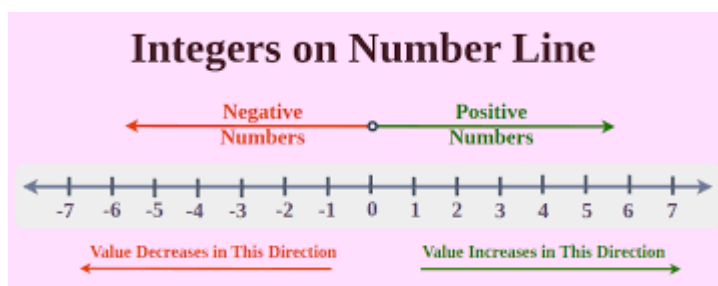 Integers on Number Line
Negative Positive
Numbers Numbers
-7 -6 -5 -4 -3 -2 -1 0 1 2 3 4 5 6 7
Value Decreases in This Direction Value Increases in This Direction